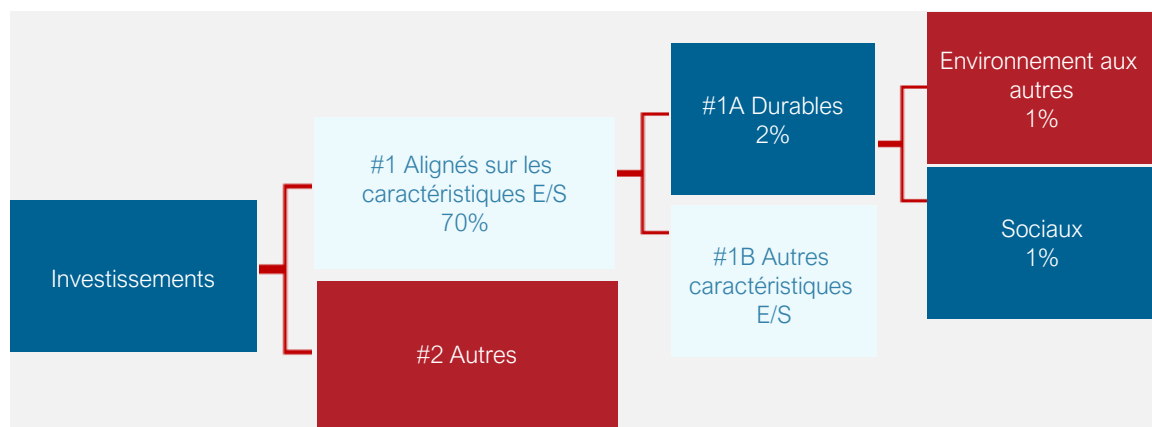 Investissements
#1 Alignés sur les
caractéristiques E/S
70%
#2 Autres
#1A Durables
2%
#1B Autres
caractéristiques
E/S
Environnement aux
autres
1%
Sociaux
1%